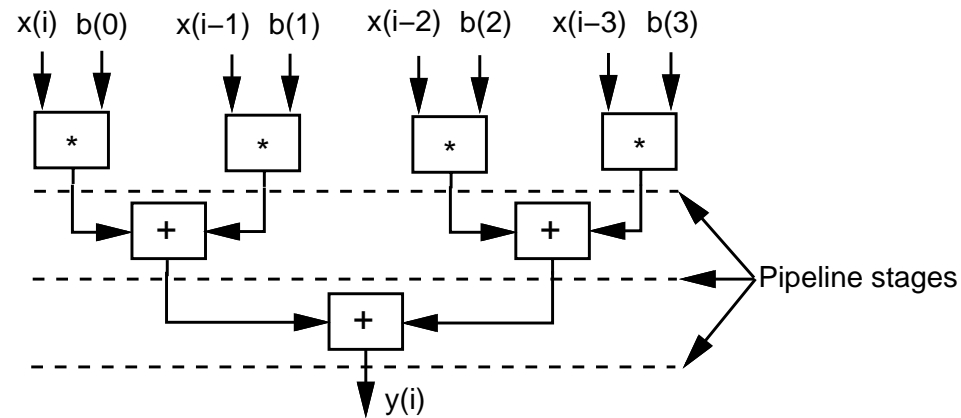 x(i) b(0) x(i−1) b(1) x(i−2) b(2) x(i−3) b(3)
* * * *
+ +
Pipeline stages
+
y(i)